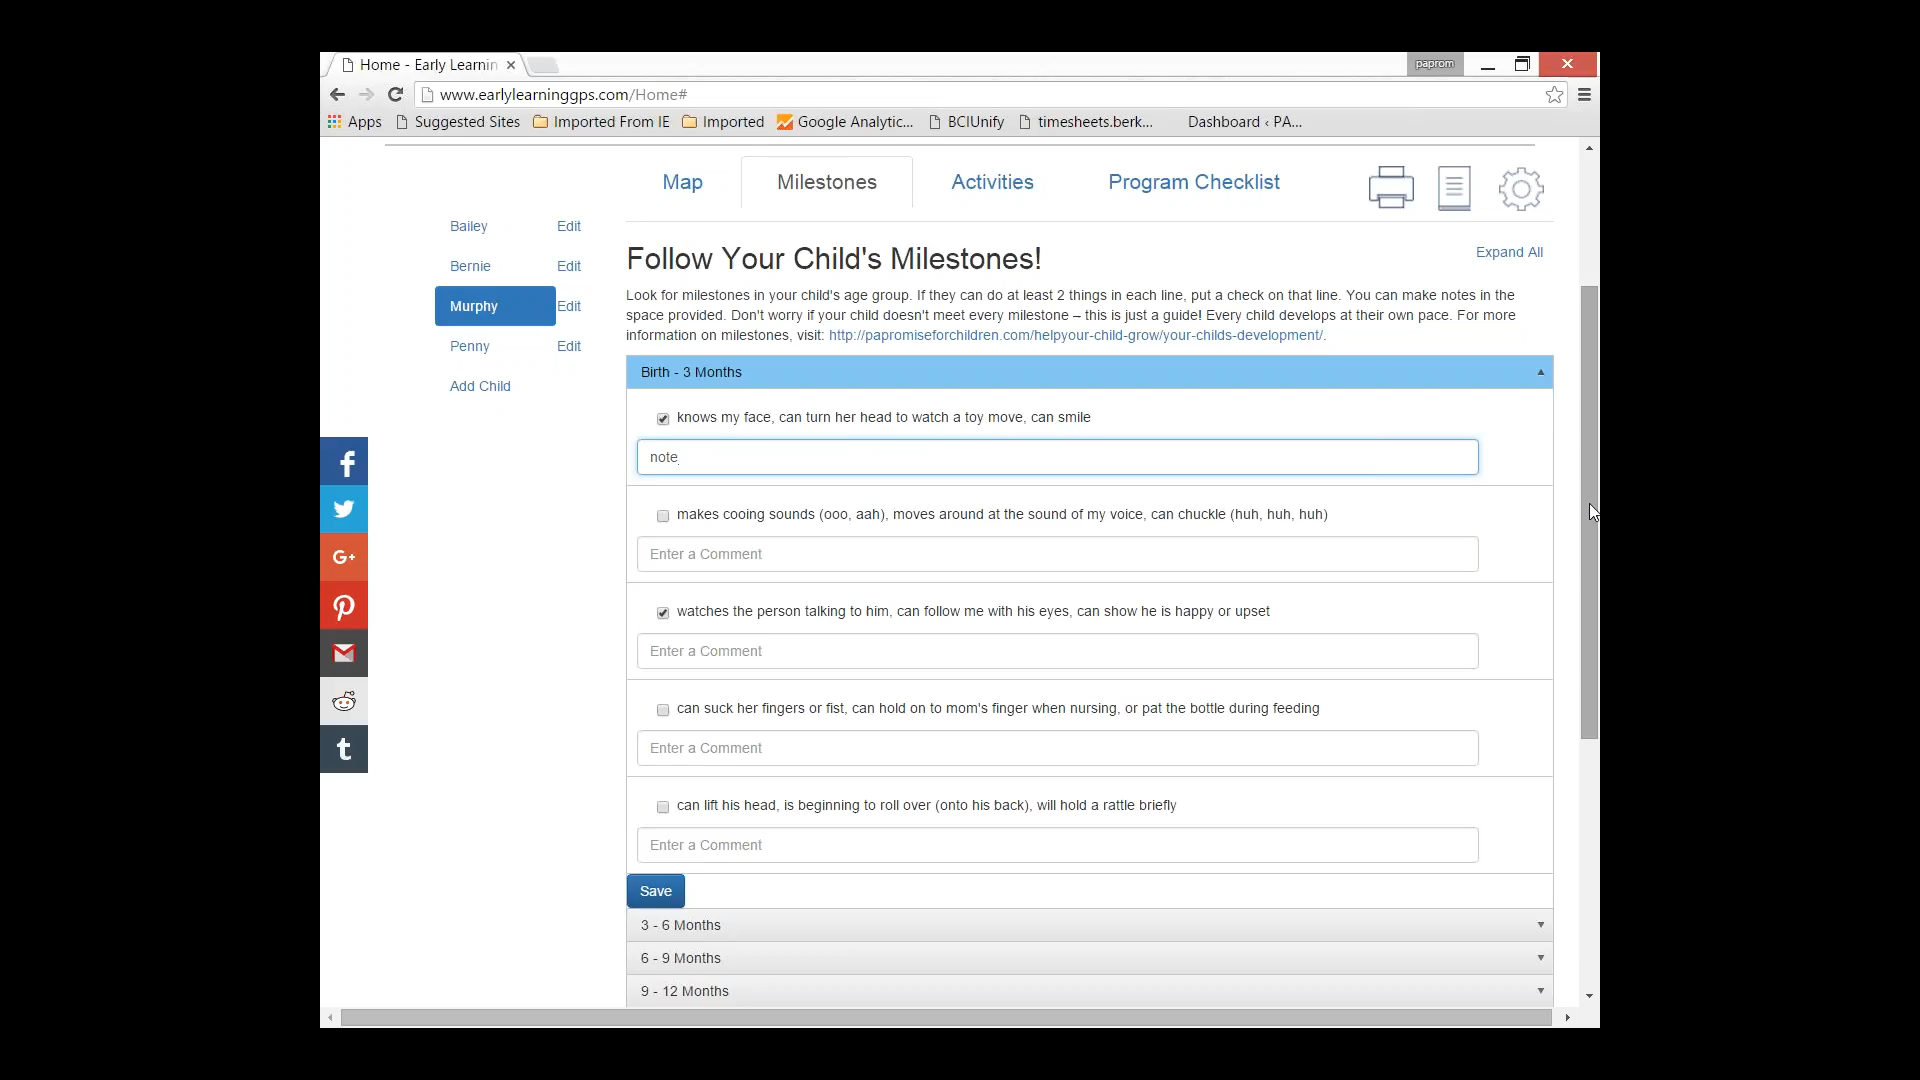 Home - Early Learnin
paprom
www.earlylearninggps.com/Home#
Apps Suggested Sites Imported From IE Imported Google Analytic... BCIUnify timesheets.berk... Dashboard ‹ PA...
Map Milestones Activities Program Checklist
Bailey Edit
Bernie Edit
Murphy Edit
Penny Edit
Add Child
Follow Your Child's Milestones!
Expand All
Look for milestones in your child's age group. If they can do at least 2 things in each line, put a check on that line. You can make notes in the
space provided. Don't worry if your child doesn't meet every milestone – this is just a guide! Every child develops at their own pace. For more
information on milestones, visit: http://papromiseforchildren.com/helpyour-child-grow/your-childs-development/.
Birth - 3 Months
knows my face, can turn her head to watch a toy move, can smile
note
makes cooing sounds (ooo, aah), moves around at the sound of my voice, can chuckle (huh, huh, huh)
Enter a Comment
watches the person talking to him, can follow me with his eyes, can show he is happy or upset
Enter a Comment
can suck her fingers or fist, can hold on to mom's finger when nursing, or pat the bottle during feeding
Enter a Comment
can lift his head, is beginning to roll over (onto his back), will hold a rattle briefly
Enter a Comment
Save
3 - 6 Months
6 - 9 Months
9 - 12 Months
f
G+
t